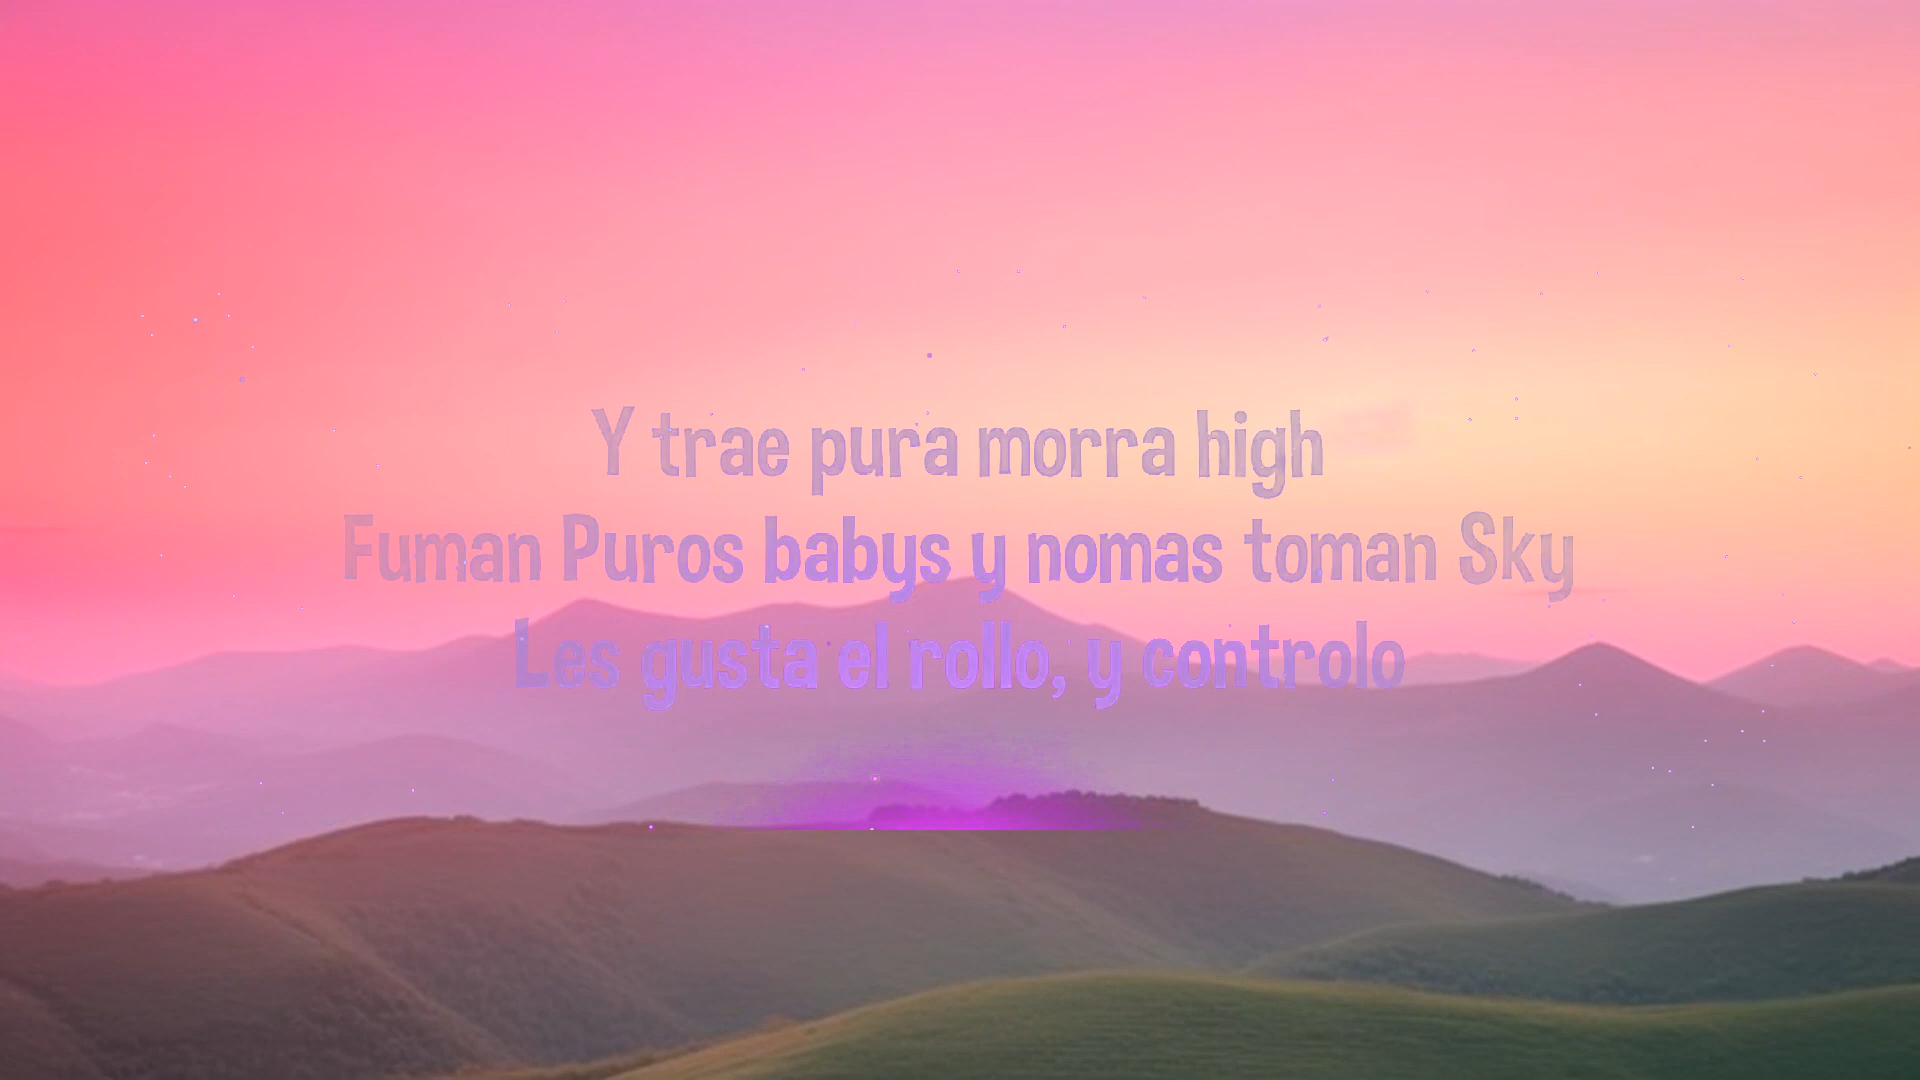 Y trae pura morra high
Fuman Puros babys y nomas toman Sky
Les gusta el rollo, y controlo